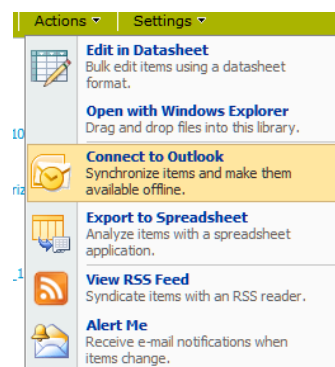 Actions Settings
Edit in Datasheet
Bulk edit items using a datasheet
format.
Open with Windows Explorer
Drag and drop files into this library.
10
Connect to Outlook
Synchronize items and make them
available offline.
riz
Export to Spreadsheet
Analyze items with a spreadsheet
application.
_1
View RSS Feed
Syndicate items with an RSS reader.
Alert Me
Receive e-mail notifications when
items change.